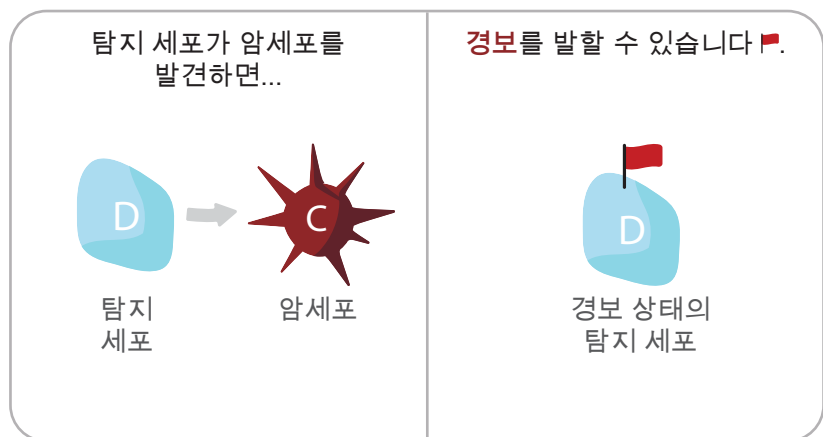 탐지 세포가 암세포를
발견하면...
D
C
탐지
세포
암세포
경보를 발할 수 있습니다.
D
경보 상태의
탐지 세포